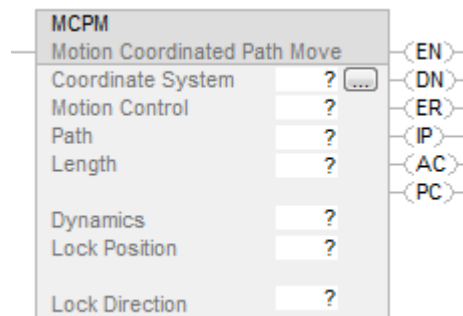 MCPM
Motion Coordinated Path Move
Coordinate System ? ...
Motion Control ?
Path ?
Length ?
Dynamics ?
Lock Position ?
Lock Direction ?
EN
DN
ER
IP
AC
PC